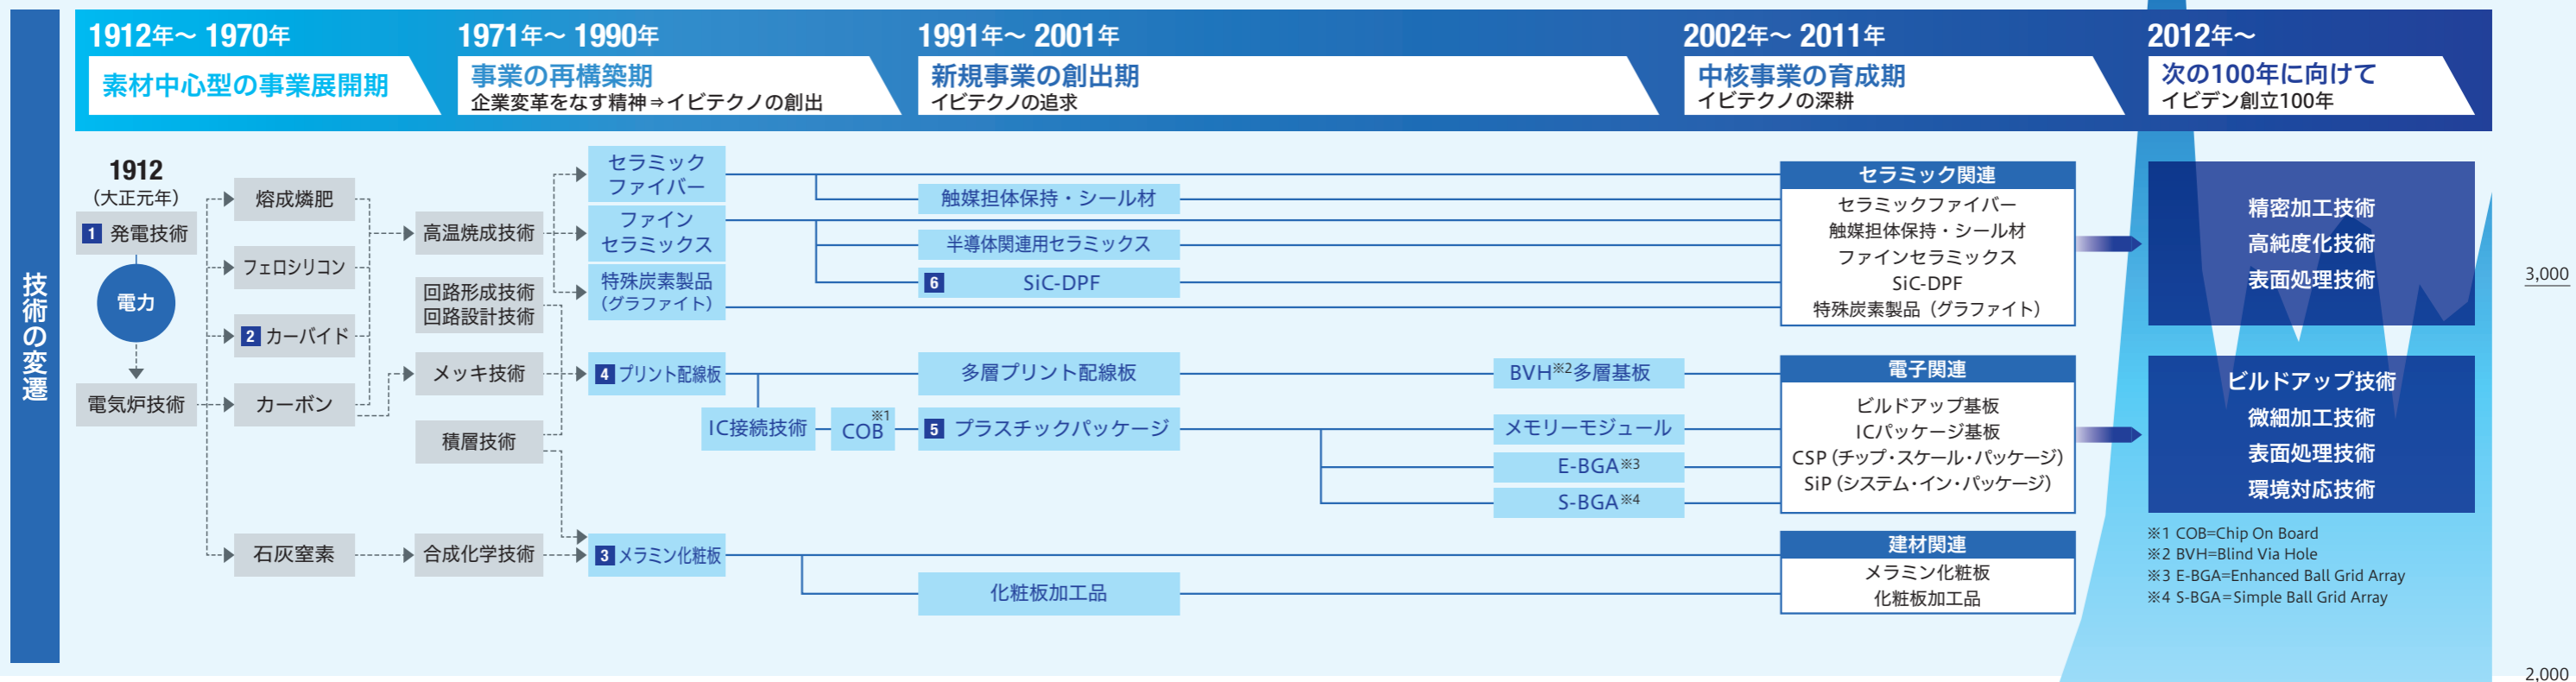 技術の変遷
1912年～ 1970年
素材中心型の事業展開期
1971年～ 1990年
事業の再構築期
企業変革をなす精神⇒イビテクノの創出
1991年～ 2001年
新規事業の創出期
イビテクノの追求
2002年～ 2011年
中核事業の育成期
イビテクノの深耕
2012年～
次の100年に向けて
イビデン創立100年
1912
（大正元年）
1 発電技術
電力
電気炉技術
熔成燐肥
フェロシリコン
2 カーバイド
カーボン
石灰窒素
高温焼成技術
回路形成技術
回路設計技術
メッキ技術
積層技術
合成化学技術
セラミック
ファイバー
ファイン
セラミックス
特殊炭素製品
（グラファイト）
4 プリント配線板
IC接続技術
COB※1
3 メラミン化粧板
触媒担体保持・シール材
半導体関連用セラミックス
6 SiC-DPF
多層プリント配線板
5 プラスチックパッケージ
化粧板加工品
BVH※2多層基板
メモリーモジュール
E-BGA※3
S-BGA※4
セラミック関連
セラミックファイバー
触媒担体保持・シール材
ファインセラミックス
SiC-DPF
特殊炭素製品（グラファイト）
電子関連
ビルドアップ基板
ICパッケージ基板
CSP（チップ・スケール・パッケージ）
SiP（システム・イン・パッケージ）
建材関連
メラミン化粧板
化粧板加工品
精密加工技術
高純度化技術
表面処理技術
ビルドアップ技術
微細加工技術
表面処理技術
環境対応技術
※1 COB=Chip On Board
※2 BVH=Blind Via Hole
※3 E-BGA=Enhanced Ball Grid Array
※4 S-BGA=Simple Ball Grid Array
3,000
2,000